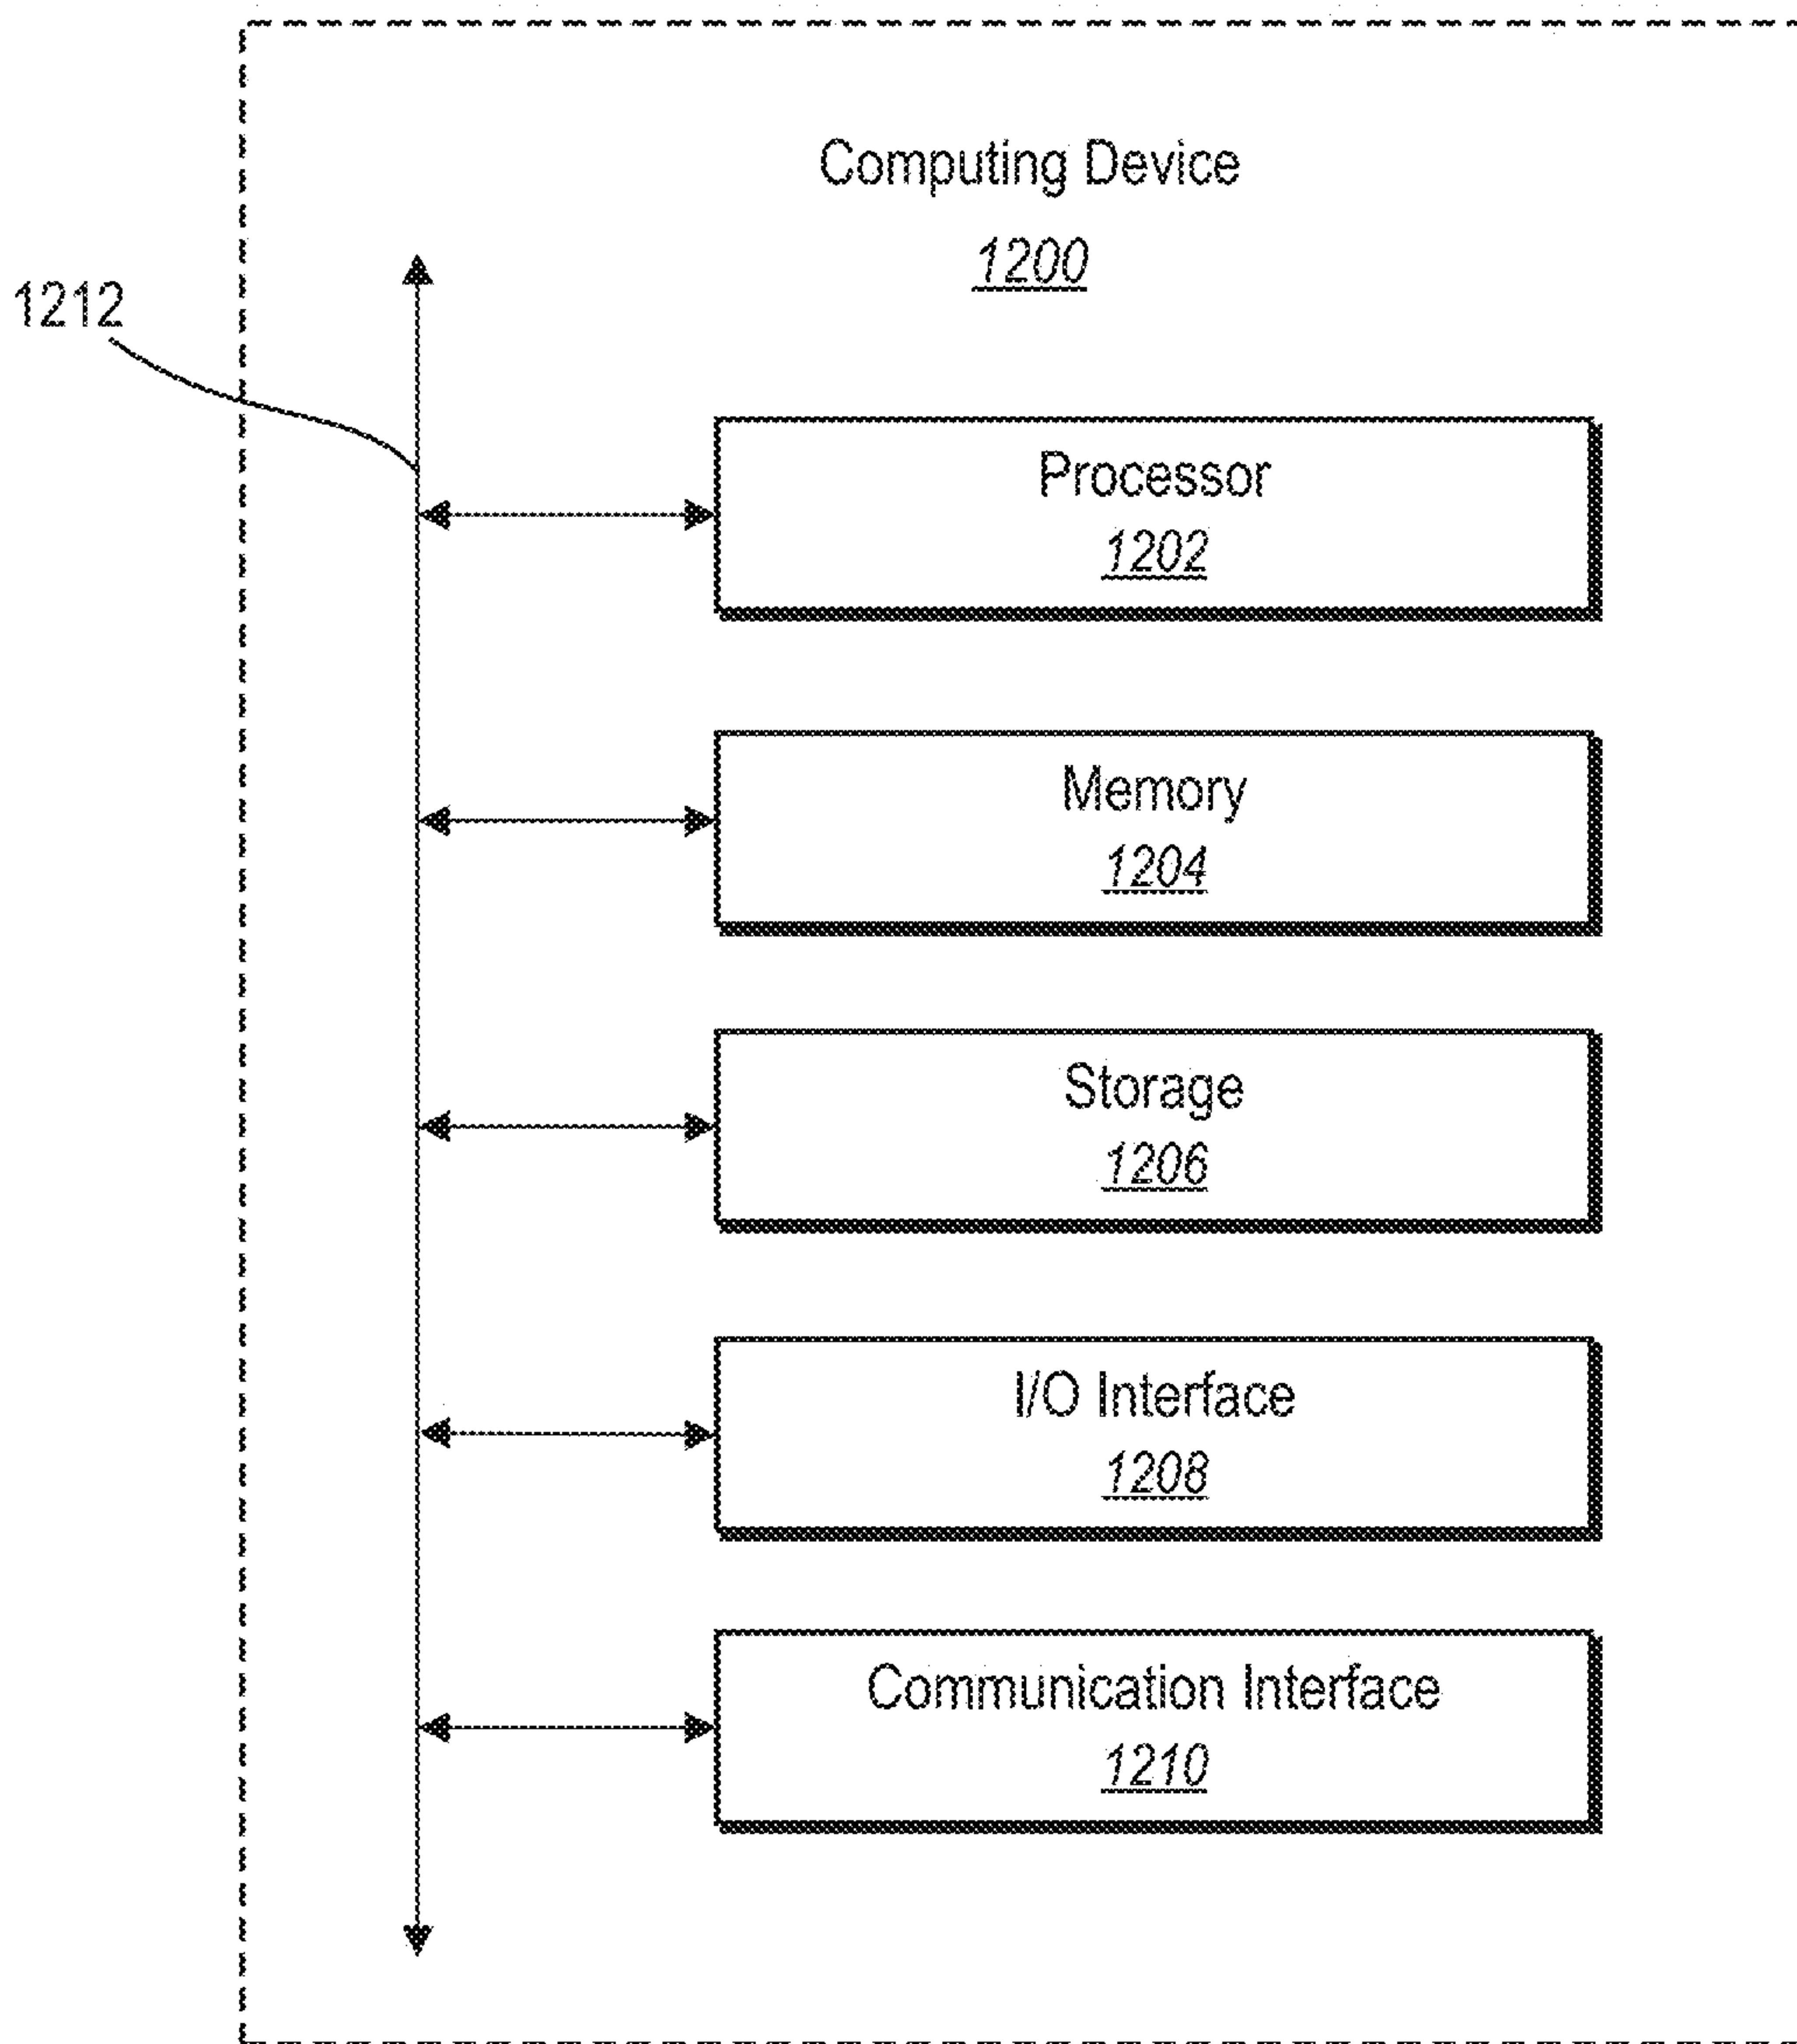 Computing Device
1200
1212
Processor
1202
Memory
1204
Storage
1206
I/O Interface
1208
Communication Interface
1210